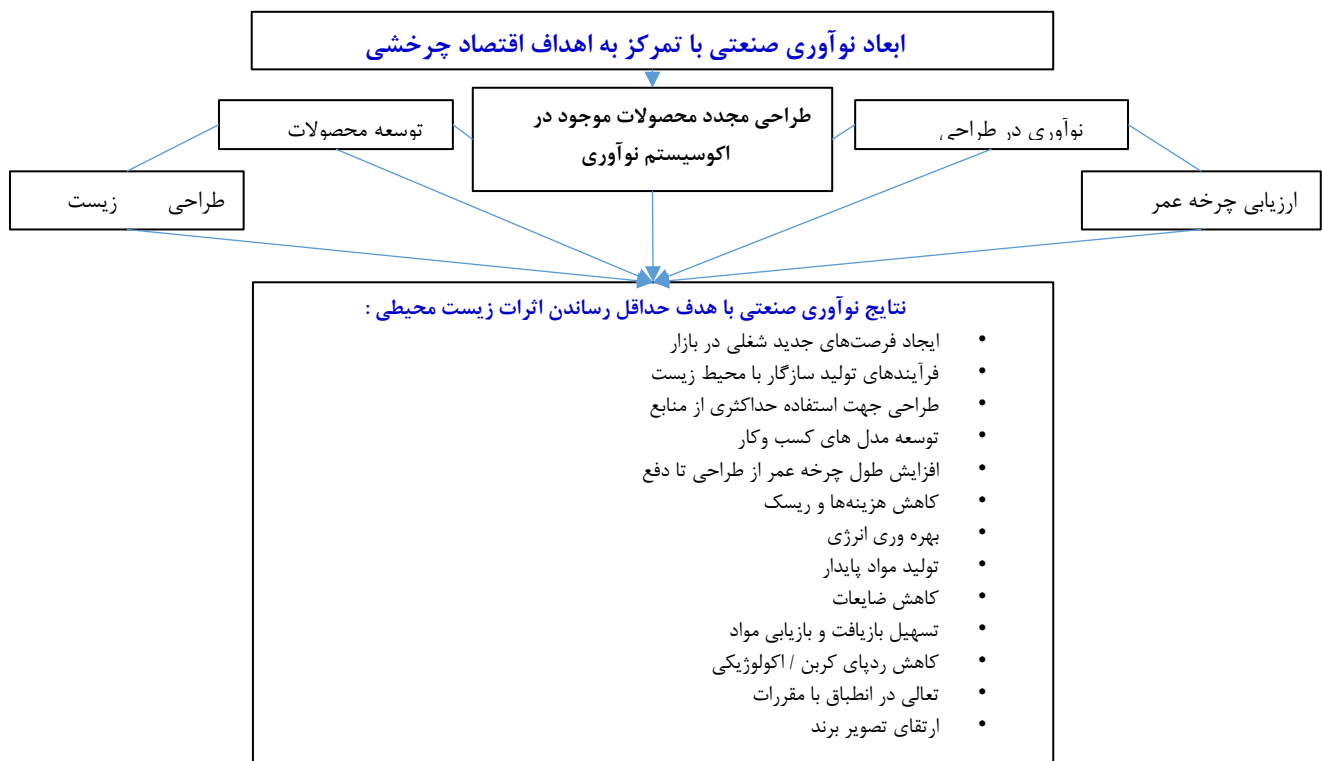 ابعاد نوآوری صنعتی با تمرکز به اهداف اقتصاد چرخشی
طراحی مجدد محصولات موجود در
اکوسیستم نوآوری
نوآوری در طراحی
توسعه محصولات
ارزیابی چرخه عمر
طراحی زیست
نتایج نوآوری صنعتی با هدف حداقل رساندن اثرات زیست محیطی :
• ایجاد فرصت‌های جدید شغلی در بازار
• فرآیندهای تولید سازگار با محیط زیست
• طراحی جهت استفاده حداکثری از منابع
• توسعه مدل های کسب وکار
• افزایش طول چرخه عمر از طراحی تا دفع
• کاهش هزینه‌ها و ریسک
• بهره وری انرژی
• تولید مواد پایدار
• کاهش ضایعات
• تسهیل بازیافت و بازیابی مواد
• کاهش ردپای کربن / اکولوژیکی
• تعالی در انطباق با مقررات
• ارتقای تصویر برند